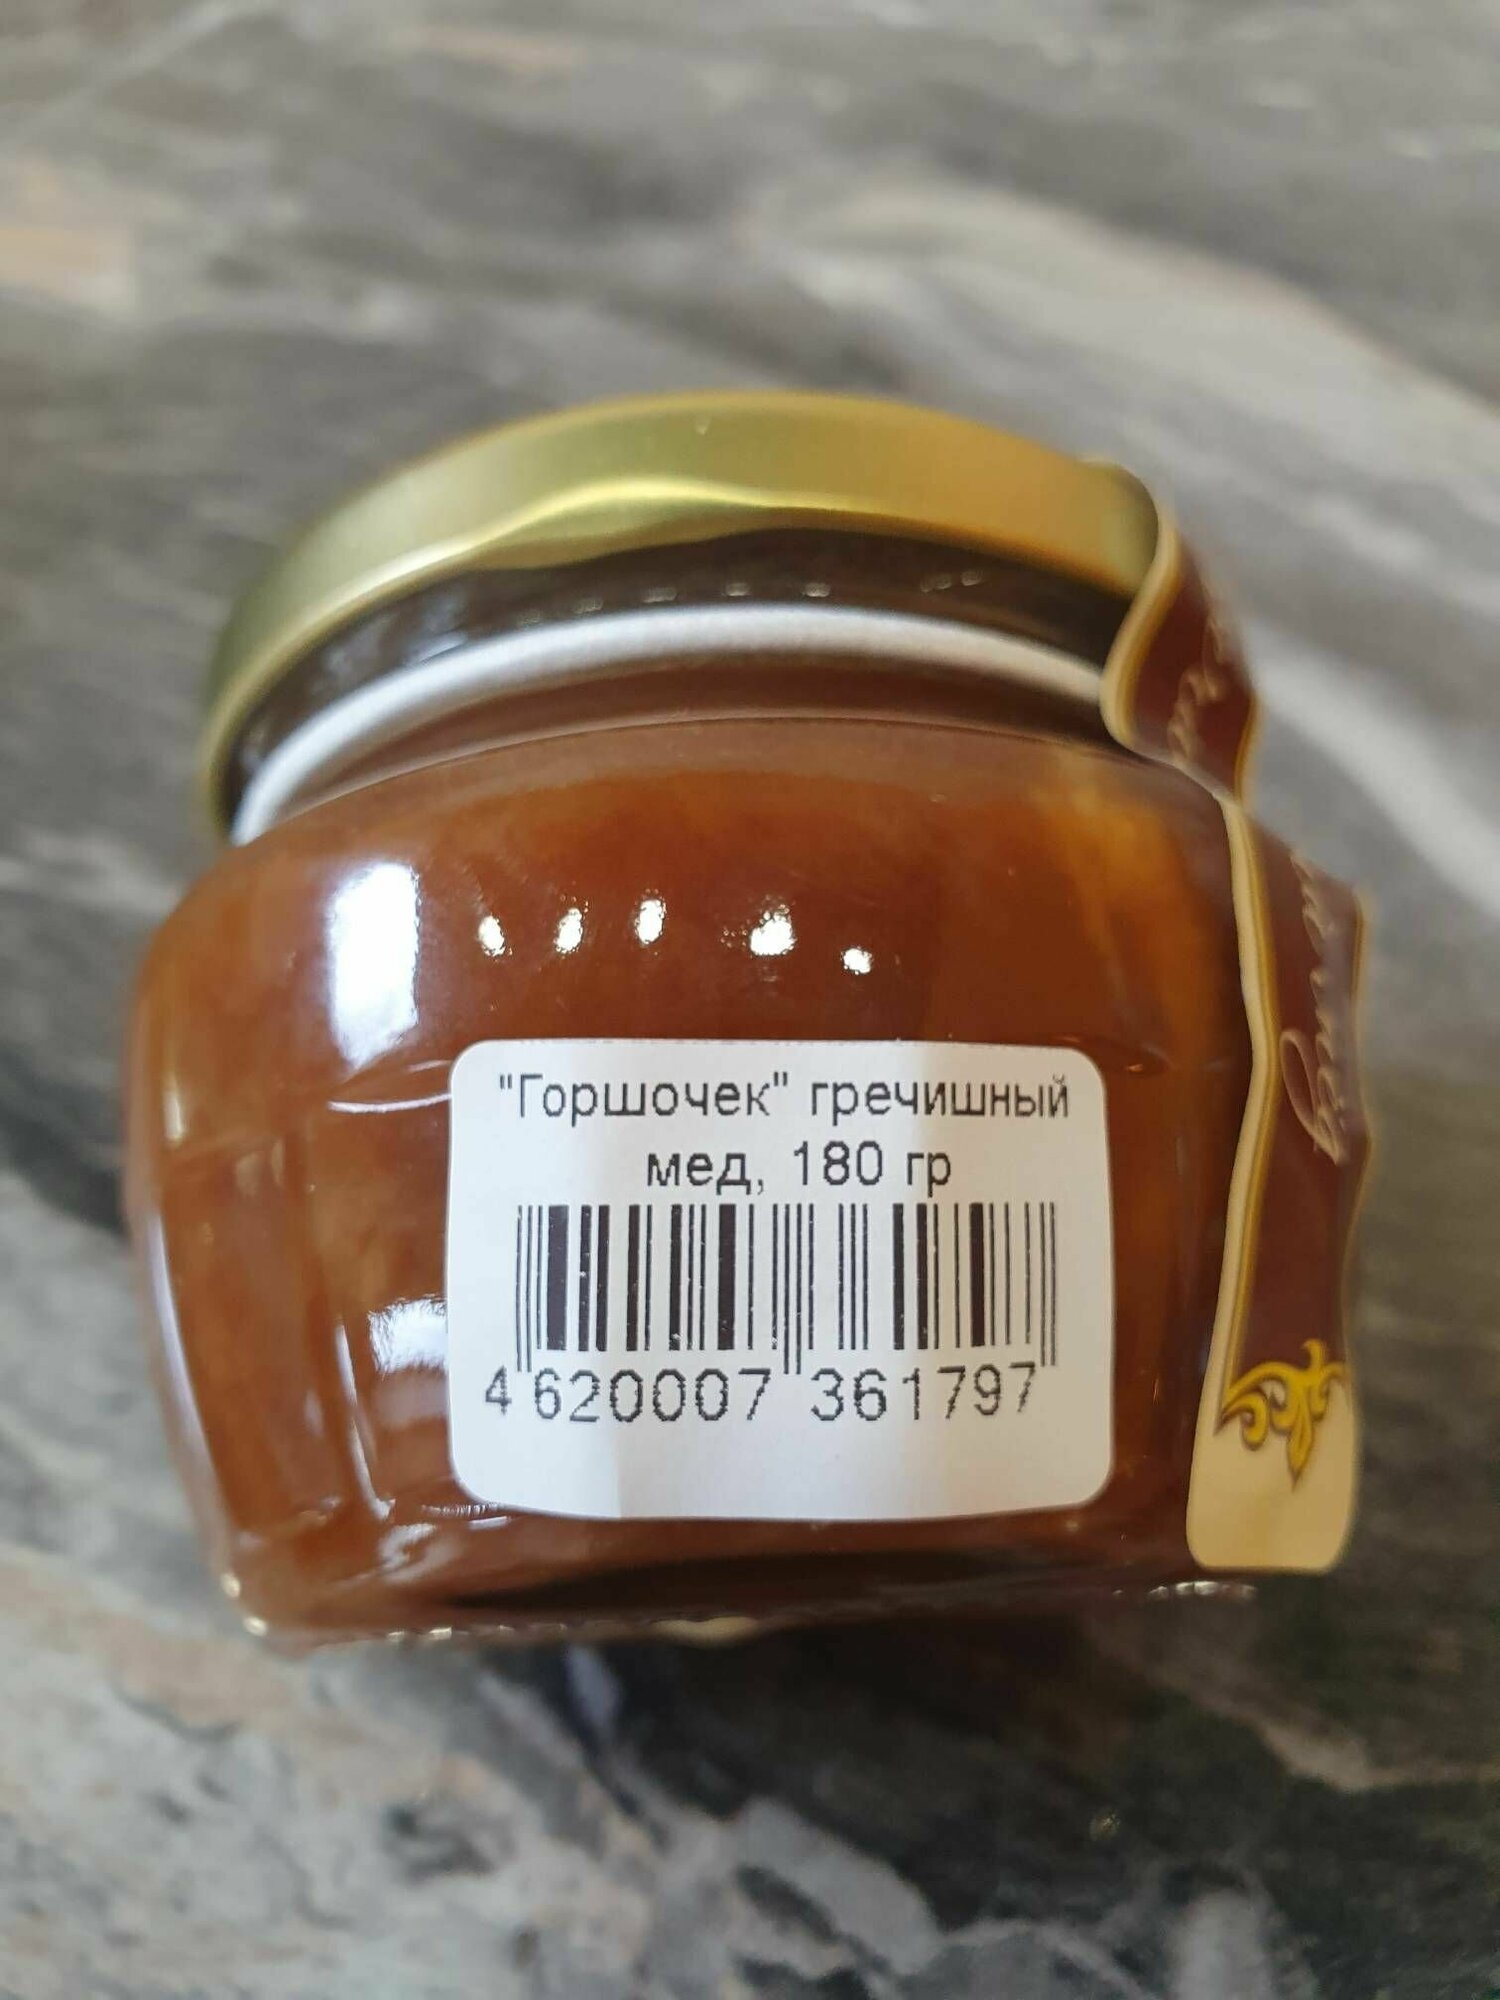 "Горшочек" гречишный
мед, 180 гр
4 620007 361797